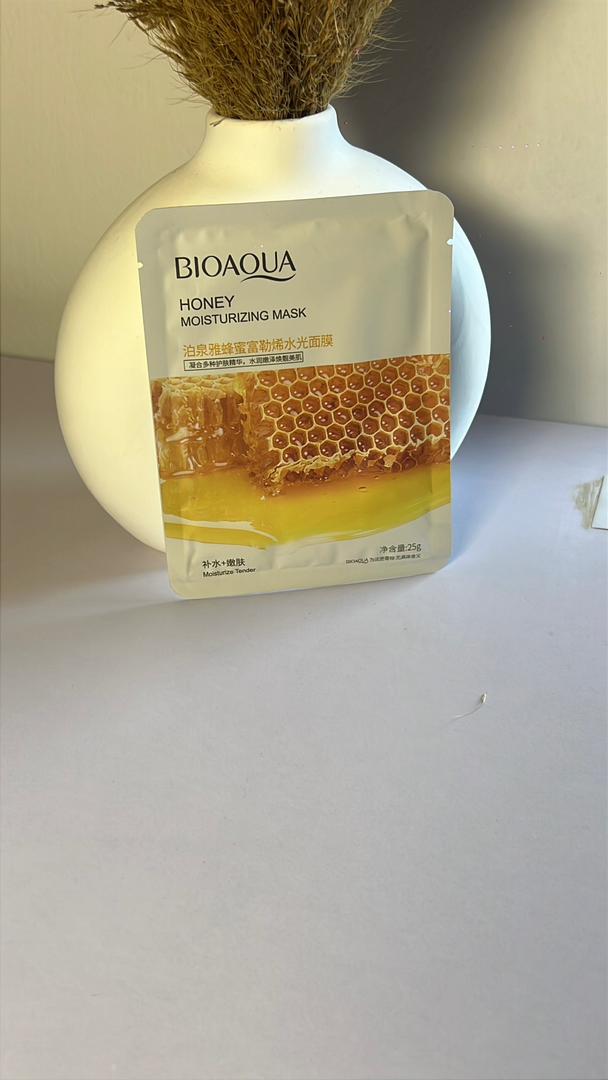 BIOAQUA
HONEY
MOISTURIZING MASK
泊泉雅蜂蜜富勒烯水光面膜
凝合多种护肤精华，水润嫩泽焕靓美肌
补水+嫩肤
Moisturize Tender
净含量:25g
BIOAQUA